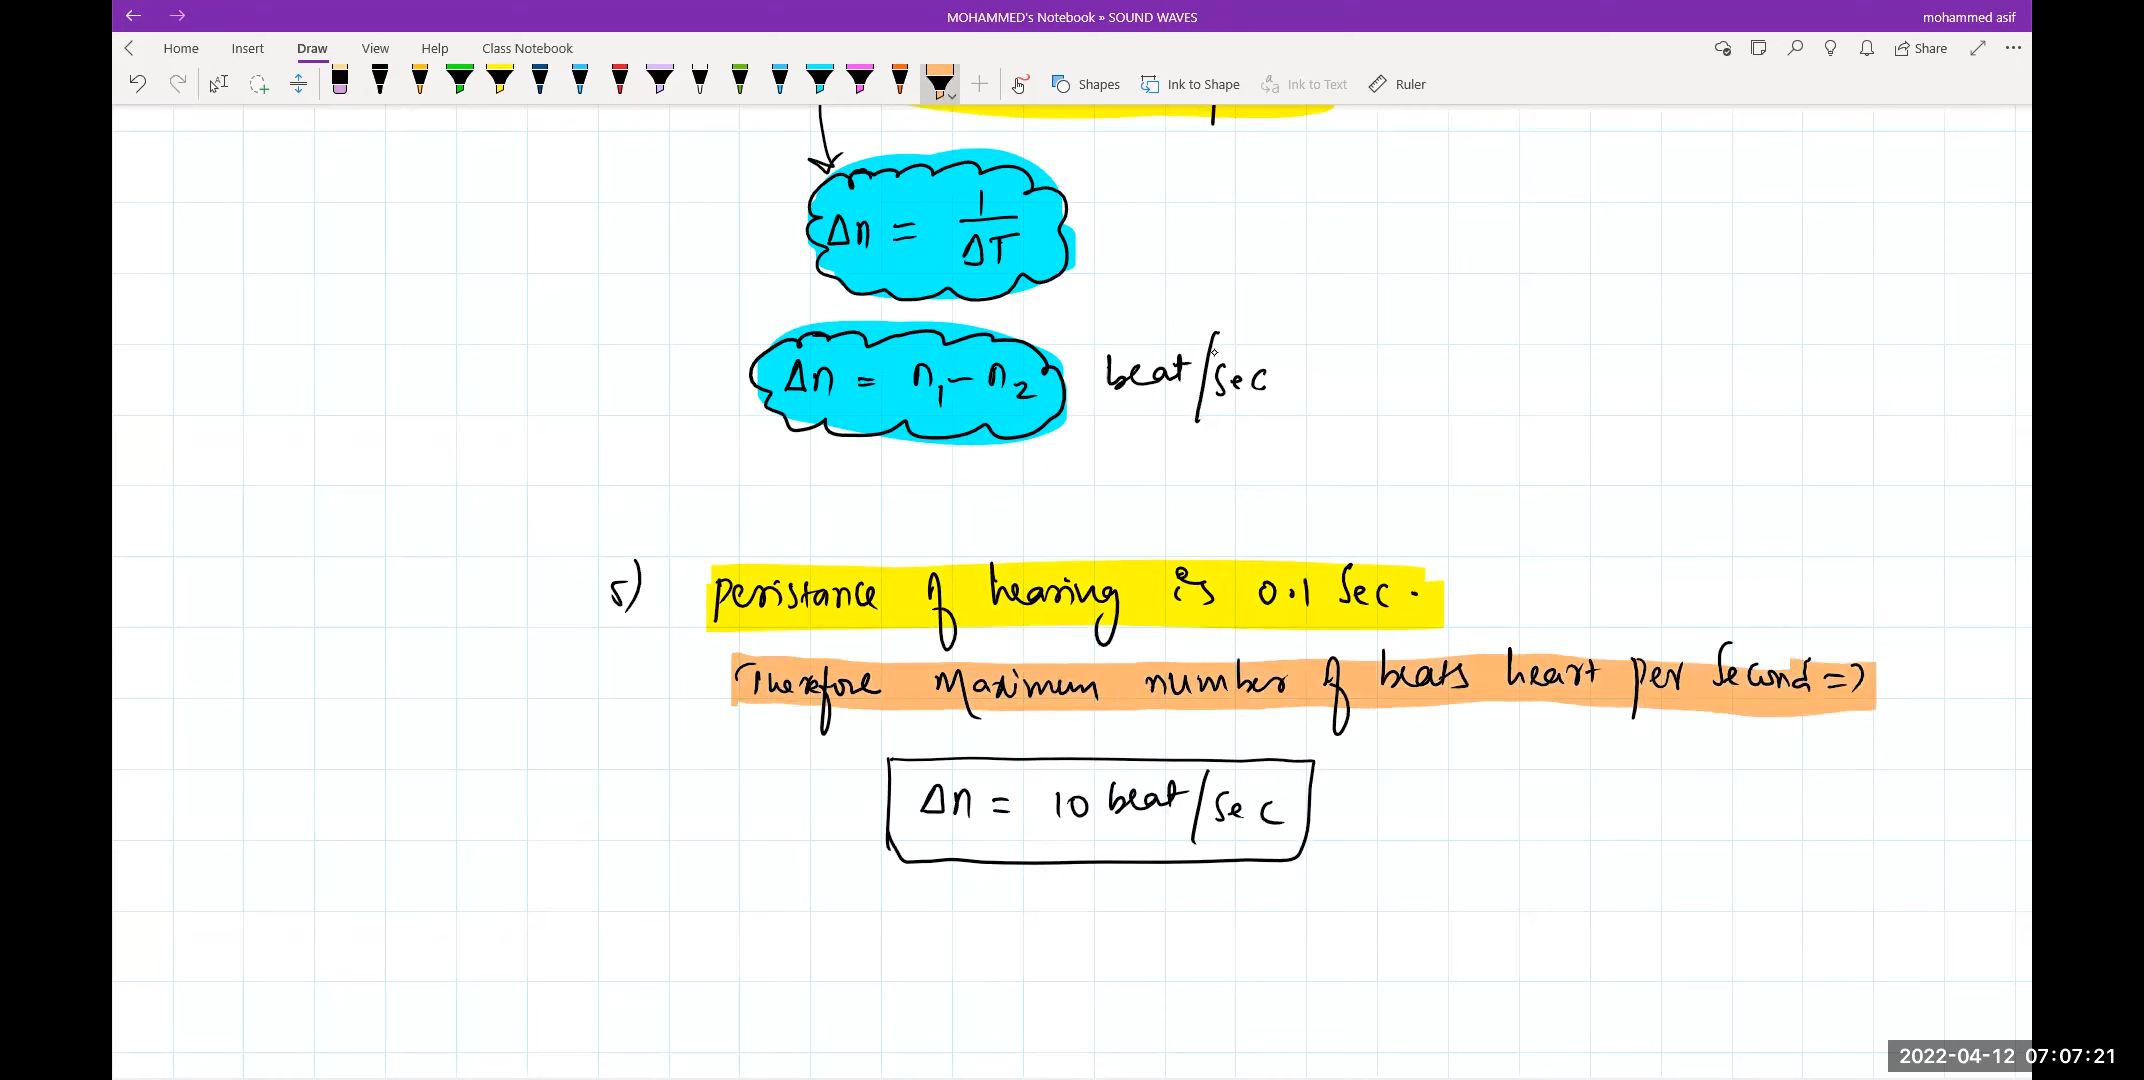 MOHAMMED's Notebook » SOUND WAVES
mohammed asif
Home Insert Draw View Help Class Notebook
Share
Shapes Ink to Shape Ink to Text Ruler
Δn = 1/ΔT
Δn = n₁ - n₂ beat/sec
5) Peristance of hearing is 0.1 Sec.
Therefore Maximum number of beats heart per Second =>
Δn = 10 beat/sec
2022-04-12 07:07:21